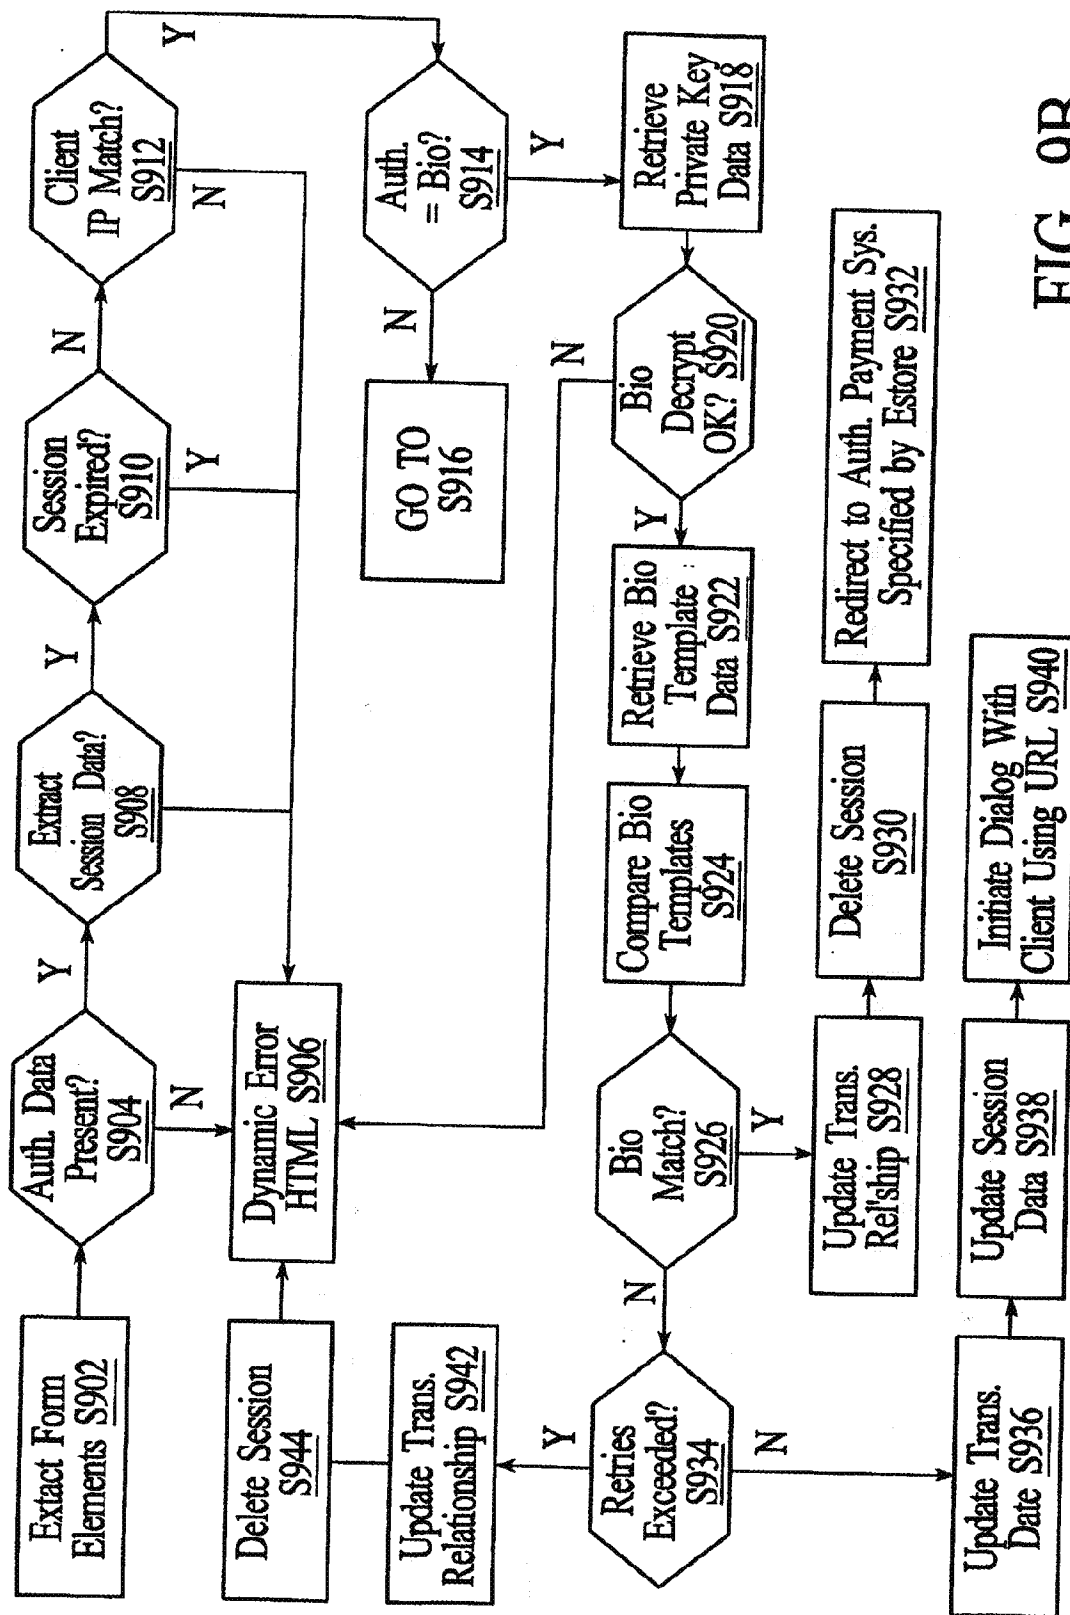 Extact Form
Elements S902
Auth. Data
Present?
S904
Y
N
Extract
Session Data?
S908
Y
Session
Expired?
S910
N
Y
Client
IP Match?
S912
Y
N
Delete Session
S944
Dynamic Error
HTML S906
Update Trans.
Relationship S942
GO TO
S916
N
Auth.
= Bio?
S914
Y
Y
Retries
Exceeded?
S934
N
N
Bio
Match?
S926
Y
Compare Bio
Templates
S924
Retrieve Bio
Template
Data S922
Y
Bio
Decrypt
OK? S920
N
Retrieve
Private Key
Data S918
Update Trans.
Rel'ship S928
Delete Session
S930
Redirect to Auth. Payment Sys.
Specified by Estore S932
Update Trans.
Date S936
Update Session
Data S938
Initiate Dialog With
Client Using URL S940
FIG. 9B